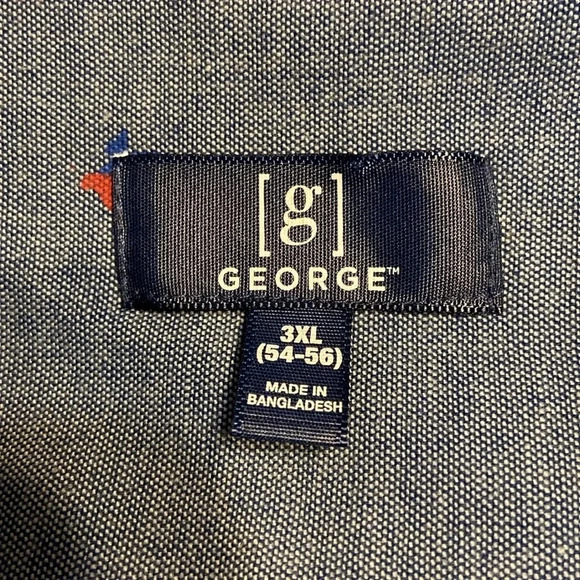 [g]
GEORGE™
3XL
(54-56)
MADE IN
BANGLADESH